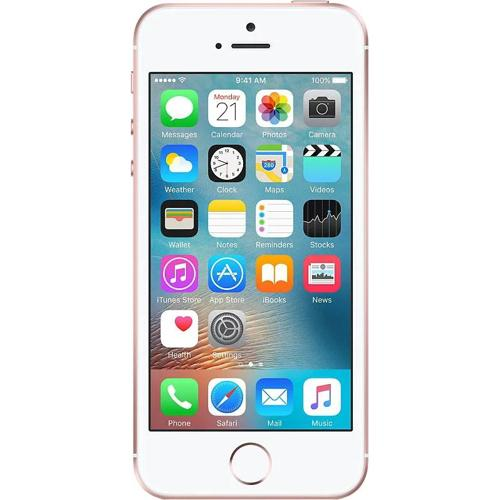 9:41 AM 100%
Monday
21
Messages Calendar Photos Camera
280
Weather Clock Maps Videos
Wallet Notes Reminders Stocks
iTunes Store App Store iBooks News
Health Settings
Phone Safari Mail Music